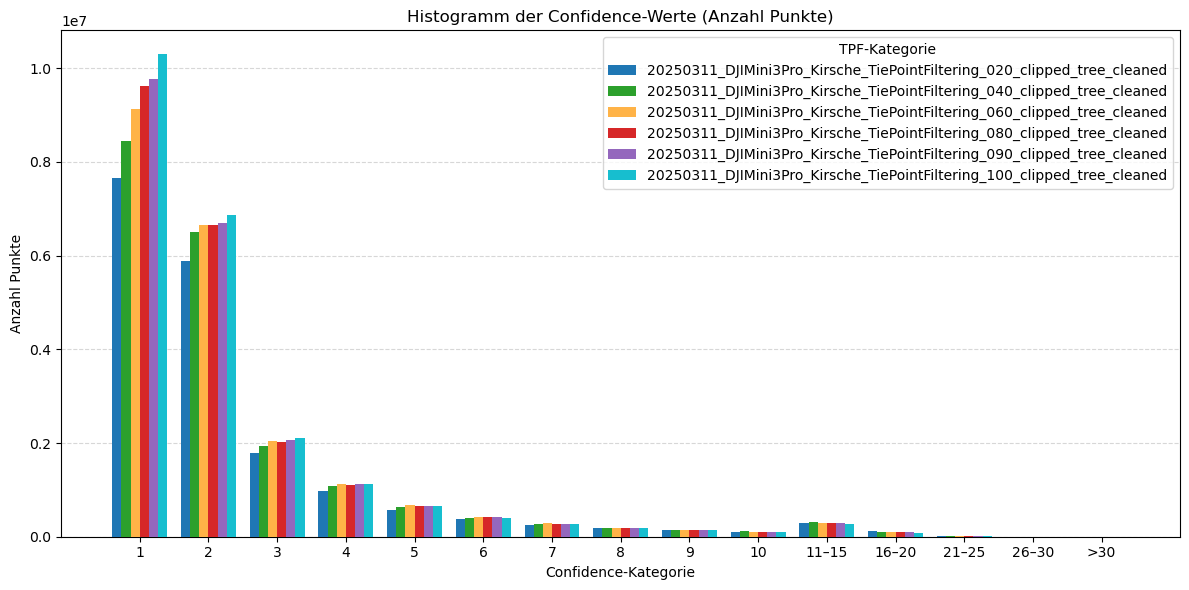 Histogramm der Confidence-Werte (Anzahl Punkte)
1e7
TPF-Kategorie
20250311_DJIMini3Pro_Kirsche_TiePointFiltering_020_clipped_tree_cleaned
20250311_DJIMini3Pro_Kirsche_TiePointFiltering_040_clipped_tree_cleaned
20250311_DJIMini3Pro_Kirsche_TiePointFiltering_060_clipped_tree_cleaned
20250311_DJIMini3Pro_Kirsche_TiePointFiltering_080_clipped_tree_cleaned
20250311_DJIMini3Pro_Kirsche_TiePointFiltering_090_clipped_tree_cleaned
20250311_DJIMini3Pro_Kirsche_TiePointFiltering_100_clipped_tree_cleaned
Anzahl Punkte
1.0
0.8
0.6
0.4
0.2
0.0
1 2 3 4 5 6 7 8 9 10 11–15 16–20 21–25 26–30 >30
Confidence-Kategorie